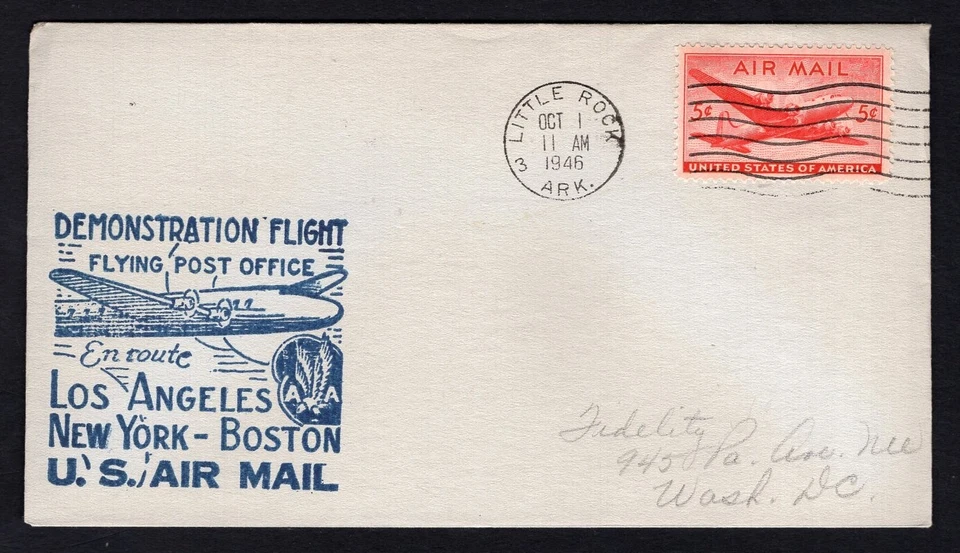 AIR MAIL
5¢ 5¢
UNITED STATES OF AMERICA
LITTLE ROCK
OCT 1
11 AM
1946
3 ARK.
DEMONSTRATION FLIGHT
FLYING POST OFFICE
En route
A A
LOS ANGELES
NEW YORK - BOSTON
U.S. AIR MAIL
Fidelity
945 Pa. Ave. NW
Wash. DC.